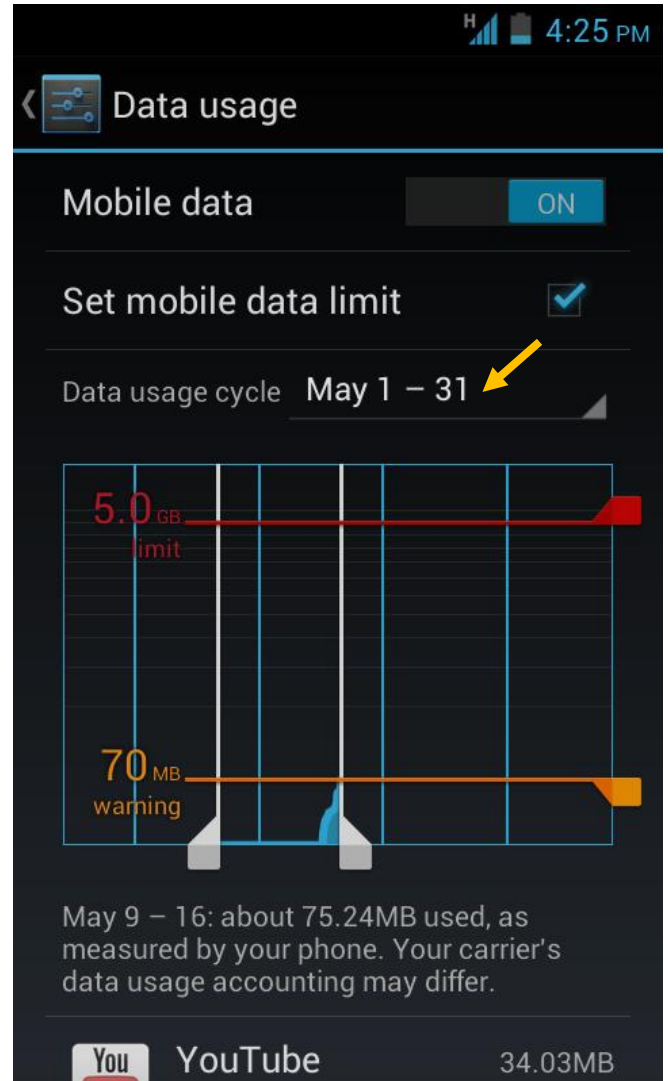 H 4:25 PM
Data usage
Mobile data ON
Set mobile data limit
Data usage cycle May 1 – 31
5.0 GB
limit
70 MB
warning
May 9 – 16: about 75.24MB used, as
measured by your phone. Your carrier's
data usage accounting may differ.
You YouTube 34.03MB